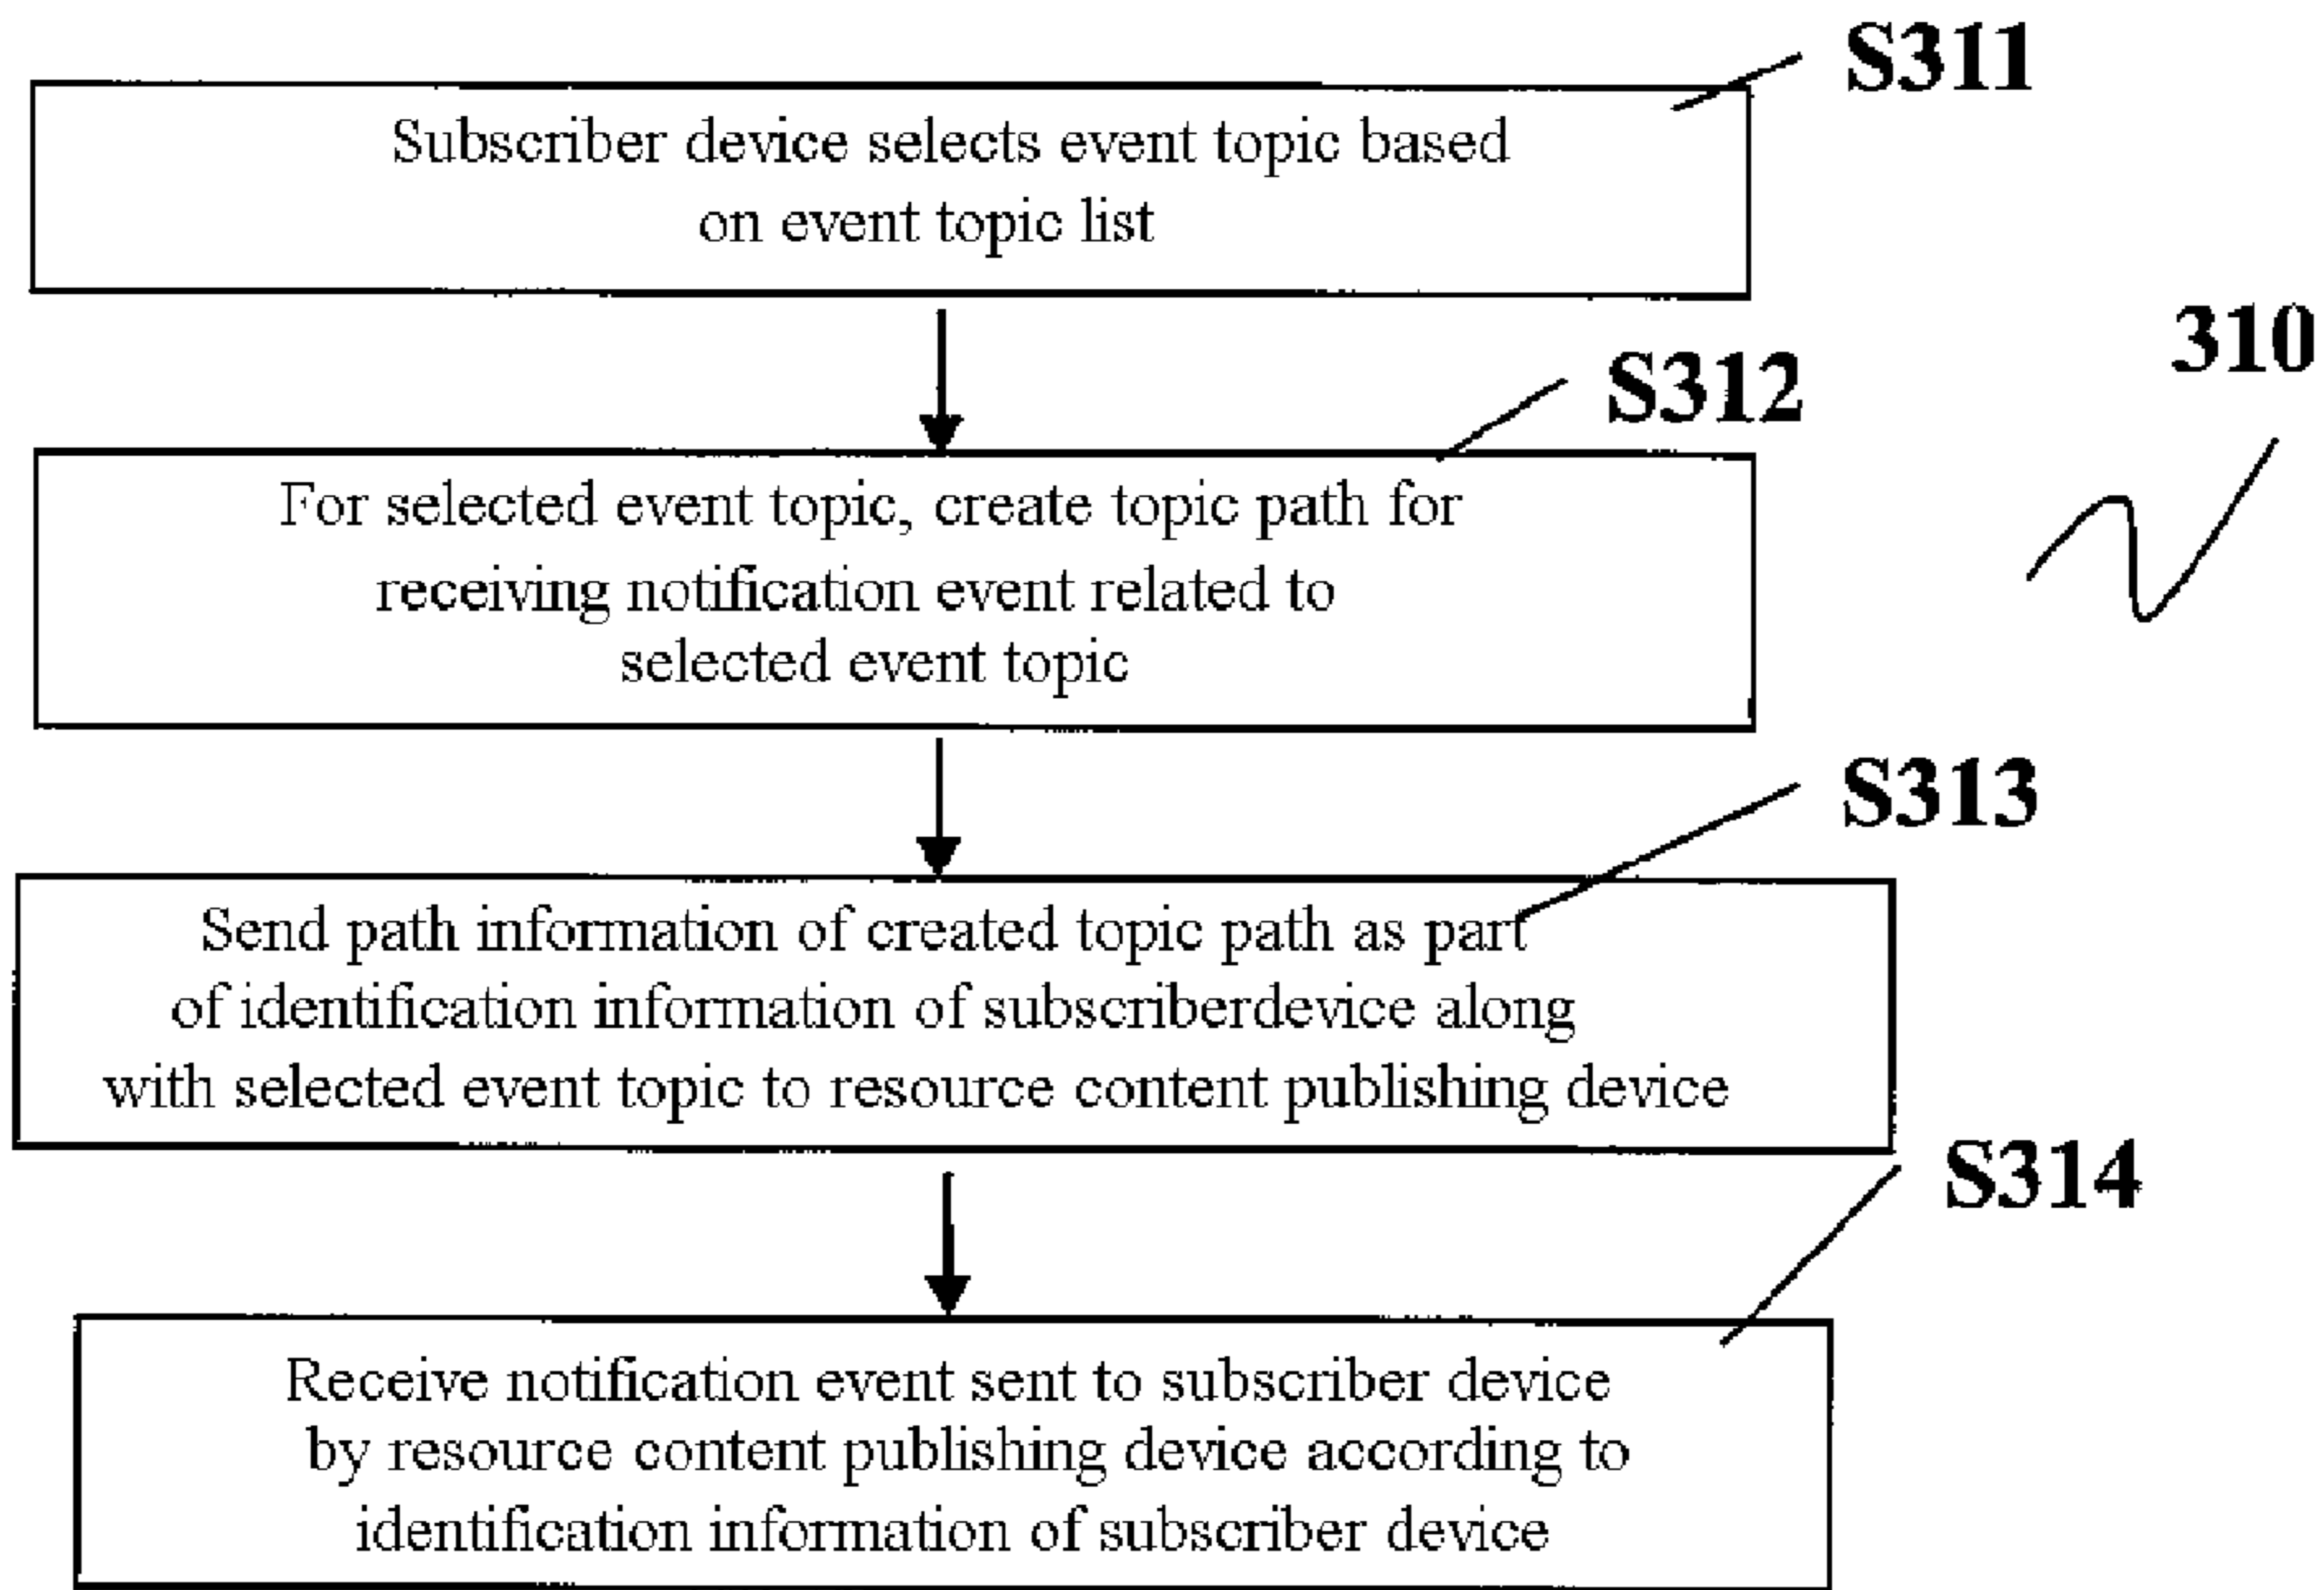 S311
Subscriber device selects event topic based
on event topic list
310
S312
For selected event topic, create topic path for
receiving notification event related to
selected event topic
S313
Send path information of created topic path as part
of identification information of subscriberdevice along
with selected event topic to resource content publishing device
S314
Receive notification event sent to subscriber device
by resource content publishing device according to
identification information of subscriber device